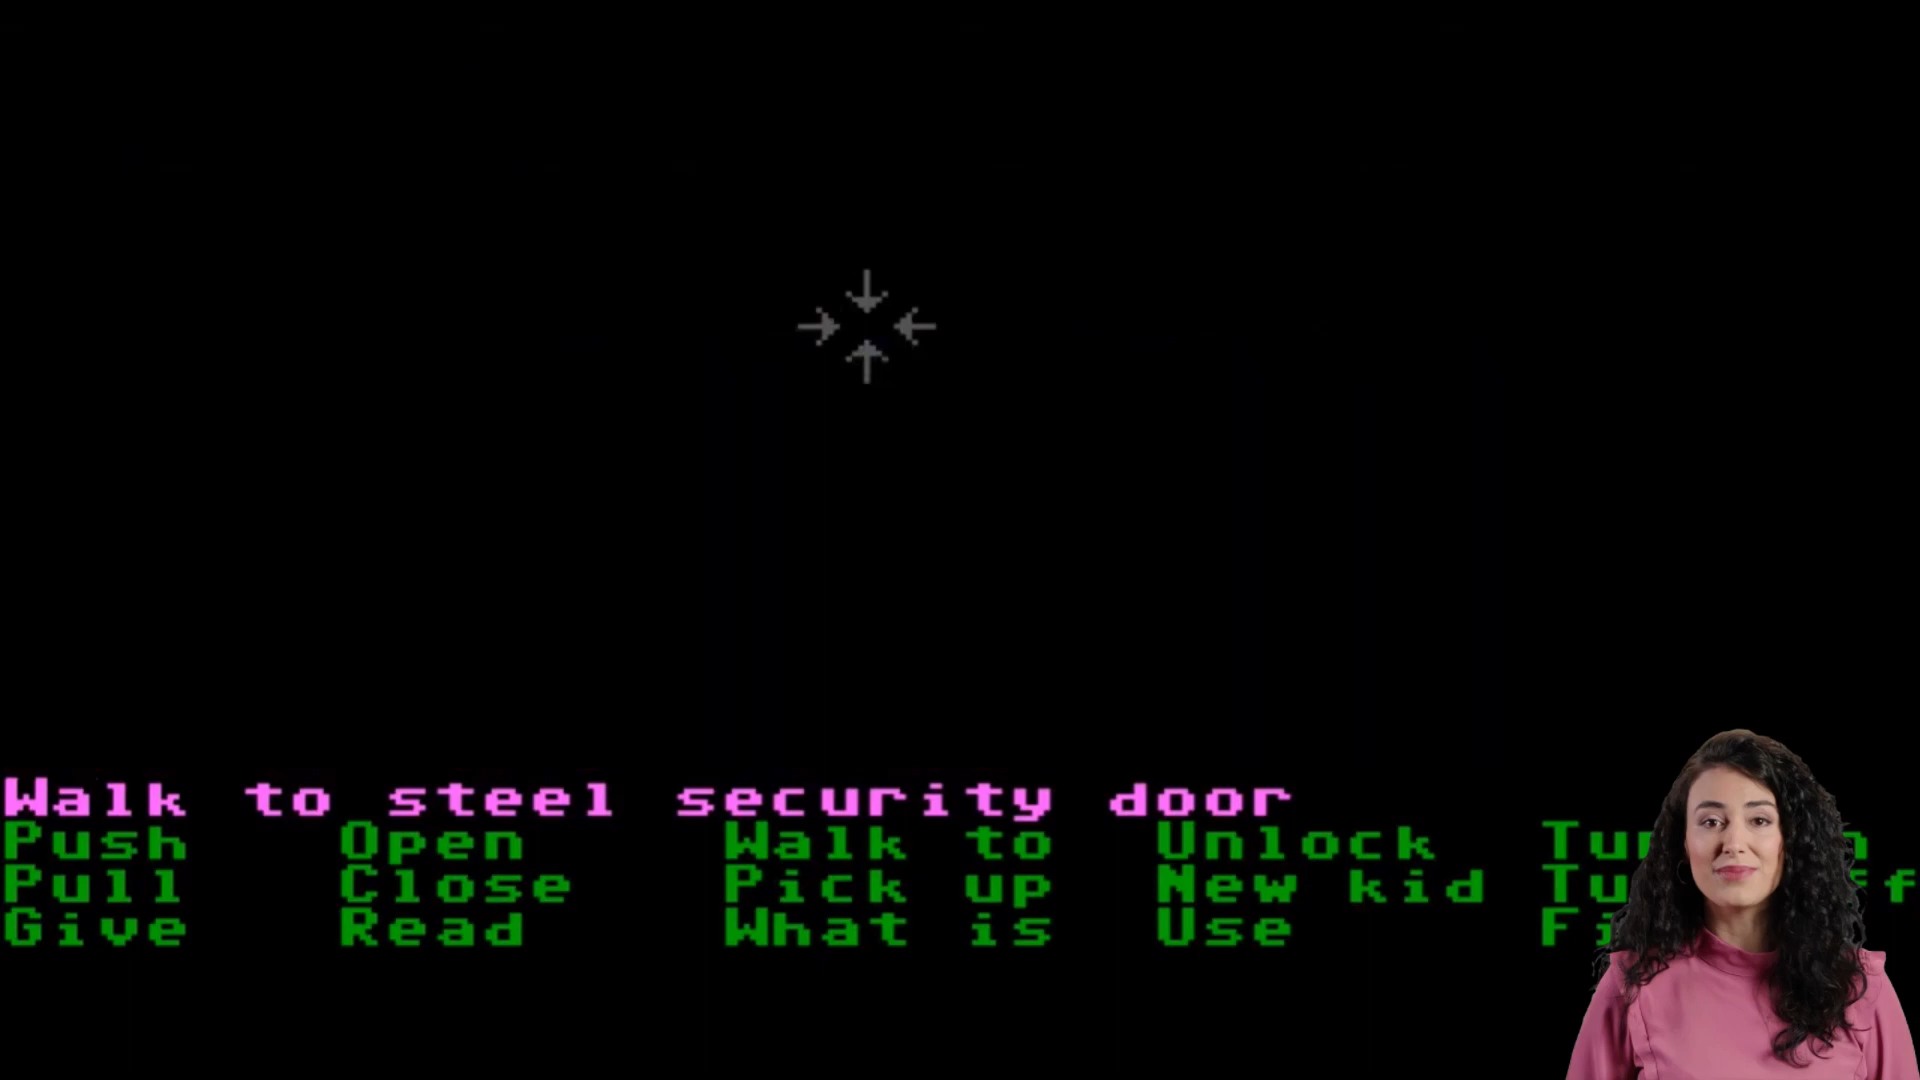 Walk to steel security door
Push Open Walk to Unlock
Pull Close Pick up New kid
Give Read What is Use